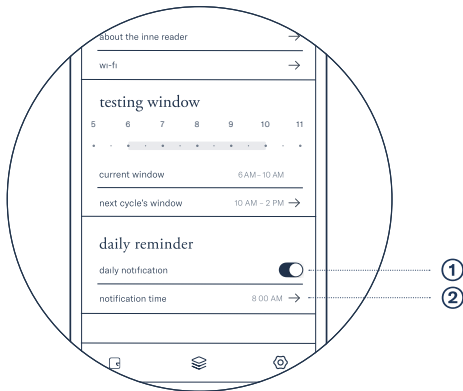 about the inne reader
wi-fi
testing window
5 6 7 8 9 10 11
current window 6 AM – 10 AM
next cycle's window 10 AM – 2 PM
daily reminder
daily notification
1
notification time 8:00 AM
2